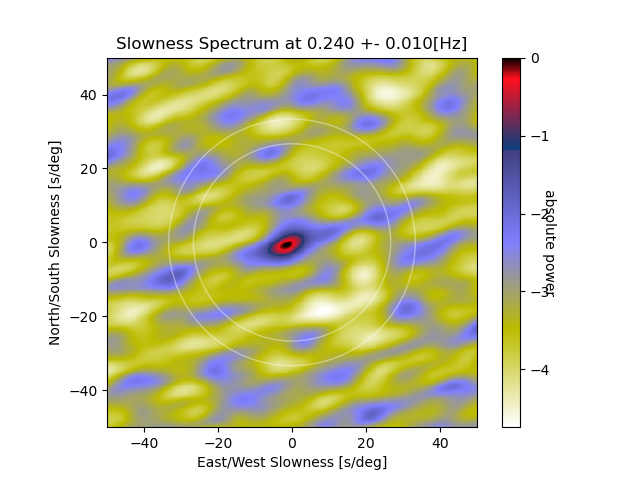 Slowness Spectrum at 0.240 +- 0.010[Hz]
North/South Slowness [s/deg]
40
20
0
−20
−40
−40 −20 0 20 40
East/West Slowness [s/deg]
0
−1
−2
−3
−4
absolute power